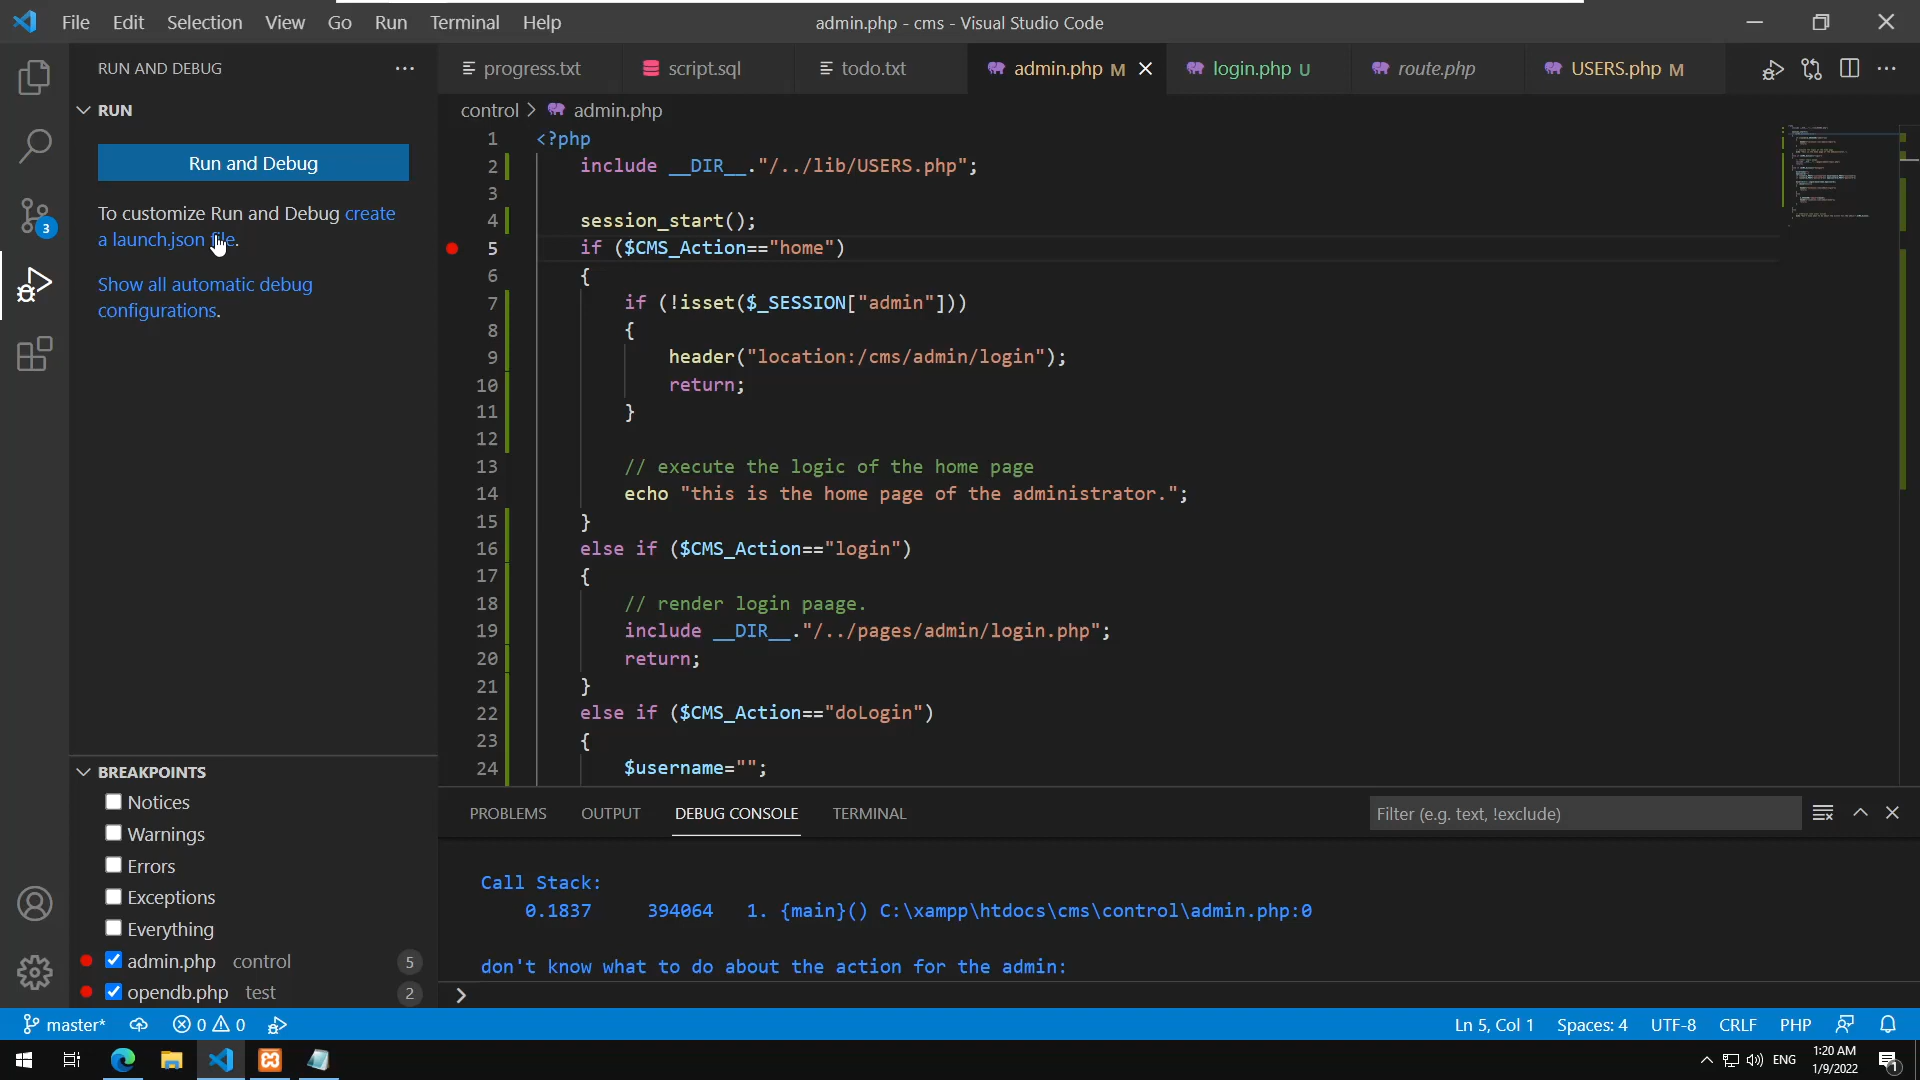 File Edit Selection View Go Run Terminal Help
admin.php - cms - Visual Studio Code
RUN AND DEBUG
RUN
Run and Debug
To customize Run and Debug create
a launch.json file.
Show all automatic debug
configurations.
BREAKPOINTS
Notices
Warnings
Errors
Exceptions
Everything
admin.php control 5
opendb.php test 2
3
progress.txt script.sql todo.txt admin.php M login.php U route.php USERS.php M
control > admin.php
1 <?php
2 include __DIR__."/../lib/USERS.php";
3
4 session_start();
5 if ($CMS_Action=="home")
6 {
7 if (!isset($_SESSION["admin"]))
8 {
9 header("location:/cms/admin/login");
10 return;
11 }
12
13 // execute the logic of the home page
14 echo "this is the home page of the administrator.";
15 }
16 else if ($CMS_Action=="login")
17 {
18 // render login paage.
19 include __DIR__."/../pages/admin/login.php";
20 return;
21 }
22 else if ($CMS_Action=="doLogin")
23 {
24 $username="";
PROBLEMS OUTPUT DEBUG CONSOLE TERMINAL
Filter (e.g. text, !exclude)
Call Stack:
0.1837 394064 1. {main}() C:\xampp\htdocs\cms\control\admin.php:0
don't know what to do about the action for the admin:
>
master* 0 0
Ln 5, Col 1 Spaces: 4 UTF-8 CRLF PHP
ENG
1:20 AM
1/9/2022
1